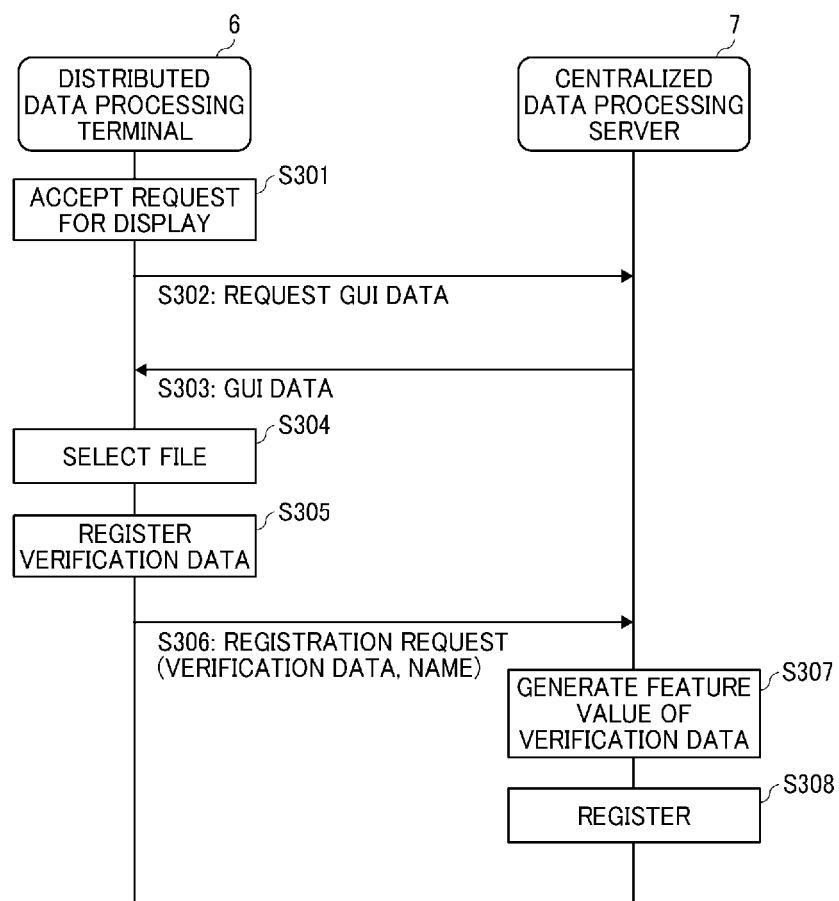 6
7
DISTRIBUTED
DATA PROCESSING
TERMINAL
CENTRALIZED
DATA PROCESSING
SERVER
S301
ACCEPT REQUEST
FOR DISPLAY
S302: REQUEST GUI DATA
S303: GUI DATA
S304
SELECT FILE
S305
REGISTER
VERIFICATION DATA
S306: REGISTRATION REQUEST
(VERIFICATION DATA, NAME)
S307
GENERATE FEATURE
VALUE OF
VERIFICATION DATA
S308
REGISTER